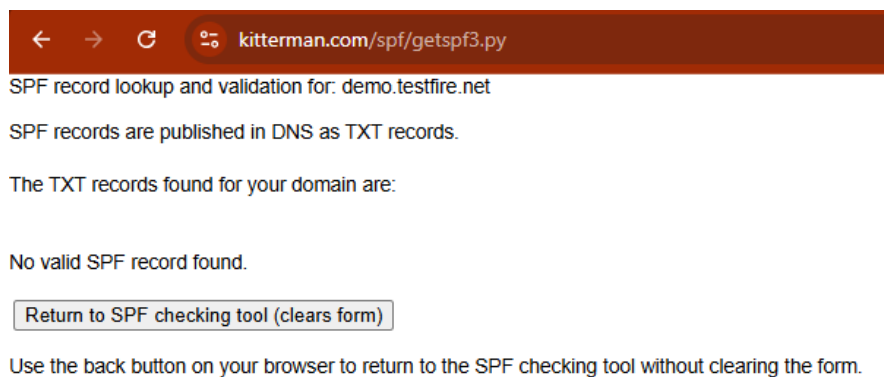 kitterman.com/spf/getspf3.py
SPF record lookup and validation for: demo.testfire.net
SPF records are published in DNS as TXT records.
The TXT records found for your domain are:
No valid SPF record found.
Return to SPF checking tool (clears form)
Use the back button on your browser to return to the SPF checking tool without clearing the form.